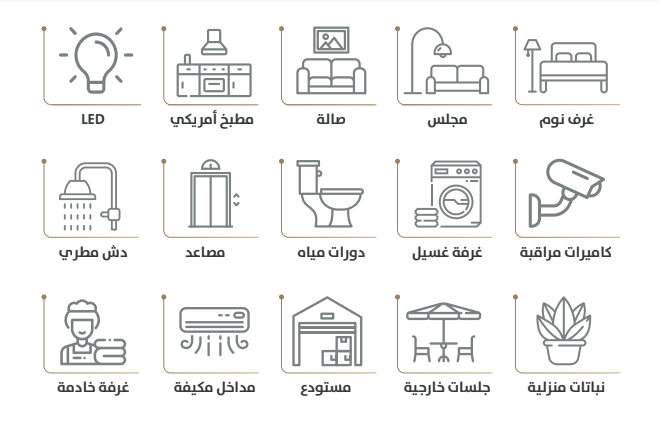 غرف نوم
مجلس
صالة
مطبخ أمريكي
LED
كاميرات مراقبة
غرفة غسيل
دورات مياه
مصاعد
دش مطري
نباتات منزلية
جلسات خارجية
مستودع
مداخل مكيفة
غرفة خادمة